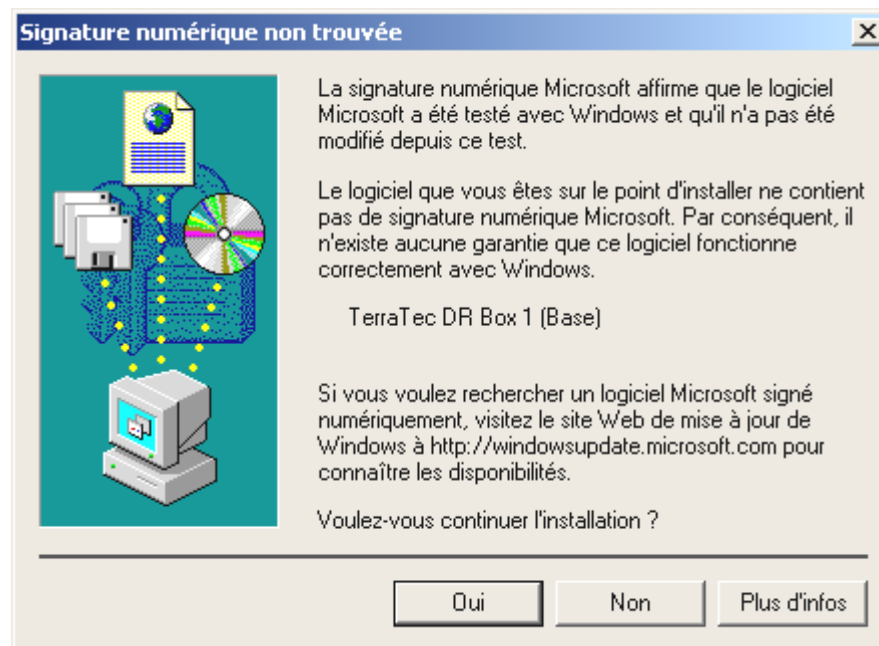 Signature numérique non trouvée
La signature numérique Microsoft affirme que le logiciel
Microsoft a été testé avec Windows et qu'il n'a pas été
modifié depuis ce test.
Le logiciel que vous êtes sur le point d'installer ne contient
pas de signature numérique Microsoft. Par conséquent, il
n'existe aucune garantie que ce logiciel fonctionne
correctement avec Windows.
TerraTec DR Box 1 (Base)
Si vous voulez rechercher un logiciel Microsoft signé
numériquement, visitez le site Web de mise à jour de
Windows à http://windowsupdate.microsoft.com pour
connaître les disponibilités.
Voulez-vous continuer l'installation ?
Oui Non Plus d'infos